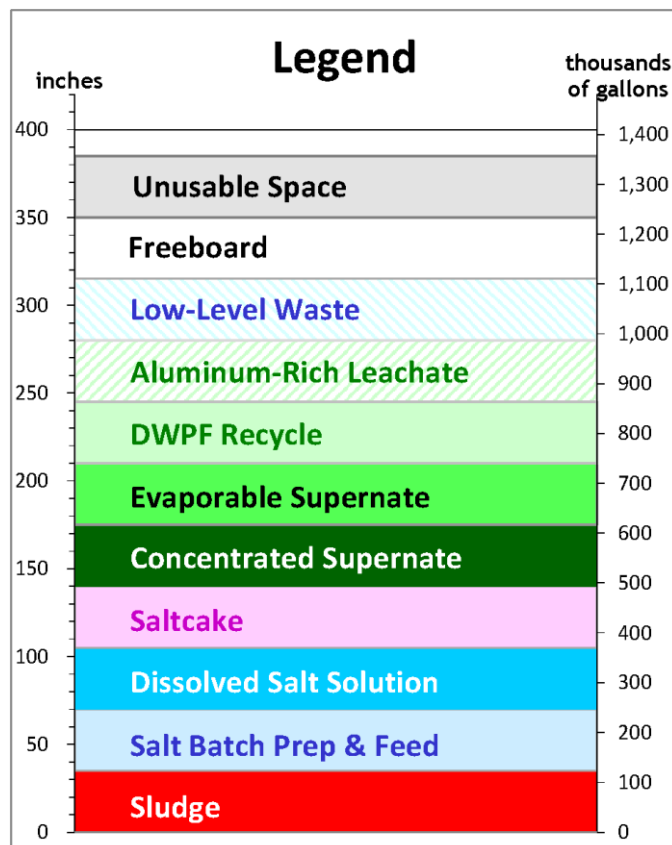 Legend
inches
thousands
of gallons
400
350
300
250
200
150
100
50
0
Unusable Space
Freeboard
Low-Level Waste
Aluminum-Rich Leachate
DWPF Recycle
Evaporable Supernate
Concentrated Supernate
Saltcake
Dissolved Salt Solution
Salt Batch Prep & Feed
Sludge
1,400
1,300
1,200
1,100
1,000
900
800
700
600
500
400
300
200
100
0